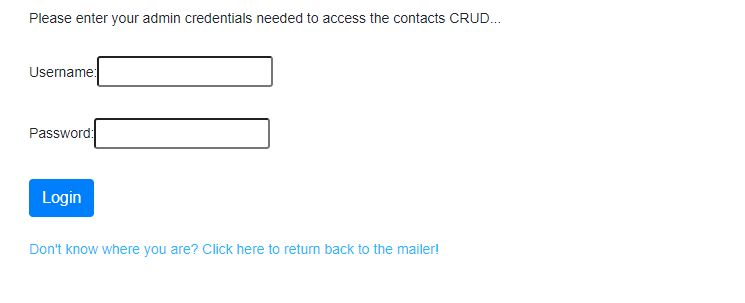 Please enter your admin credentials needed to access the contacts CRUD...
Username:
Password:
Login
Don't know where you are? Click here to return back to the mailer!